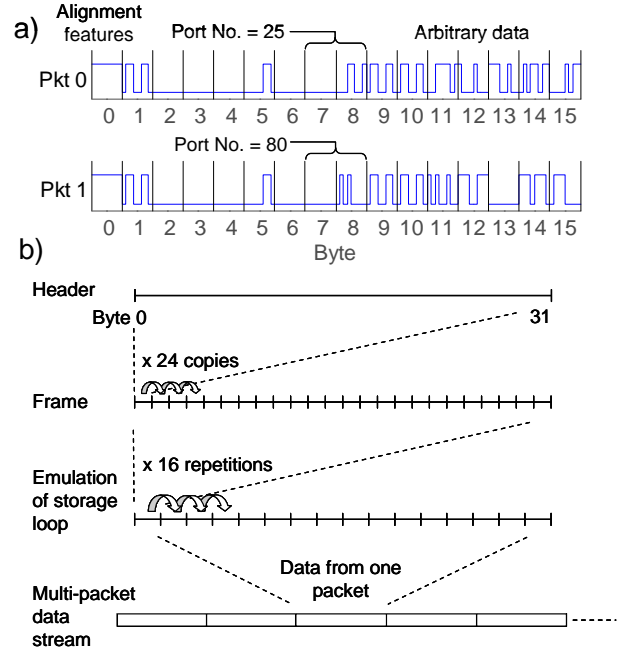 a)
Alignment
features
Port No. = 25
Arbitrary data
Pkt 0
0 1 2 3 4 5 6 7 8 9 10 11 12 13 14 15
Port No. = 80
Pkt 1
0 1 2 3 4 5 6 7 8 9 10 11 12 13 14 15
Byte
b)
Header
Byte 0
31
x 24 copies
Frame
x 16 repetitions
Emulation
of storage
loop
Data from one
packet
Multi-packet
data
stream